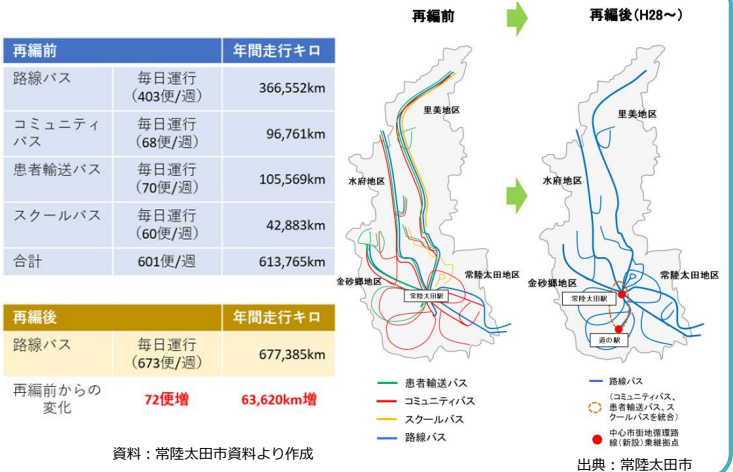 再編前
年間走行キロ
路線バス
毎日運行
（403便/週）
366,552km
コミュニティ
バス
毎日運行
（68便/週）
96,761km
患者輸送バス
毎日運行
（70便/週）
105,569km
スクールバス
毎日運行
（60便/週）
42,883km
合計
601便/週
613,765km
再編後
年間走行キロ
路線バス
毎日運行
（673便/週）
677,385km
再編前からの
変化
72便増
63,620km増
資料：常陸太田市資料より作成
再編前
里美地区
水府地区
金砂郷地区
常陸太田地区
常陸太田駅
患者輸送バス
コミュニティバス
スクールバス
路線バス
再編後（H28～）
里美地区
水府地区
金砂郷地区
常陸太田地区
常陸太田駅
道の駅
路線バス
（コミュニティバス、
患者輸送バス、ス
クールバスを統合）
中心市街地循環路
線（新設）乗継拠点
出典：常陸太田市